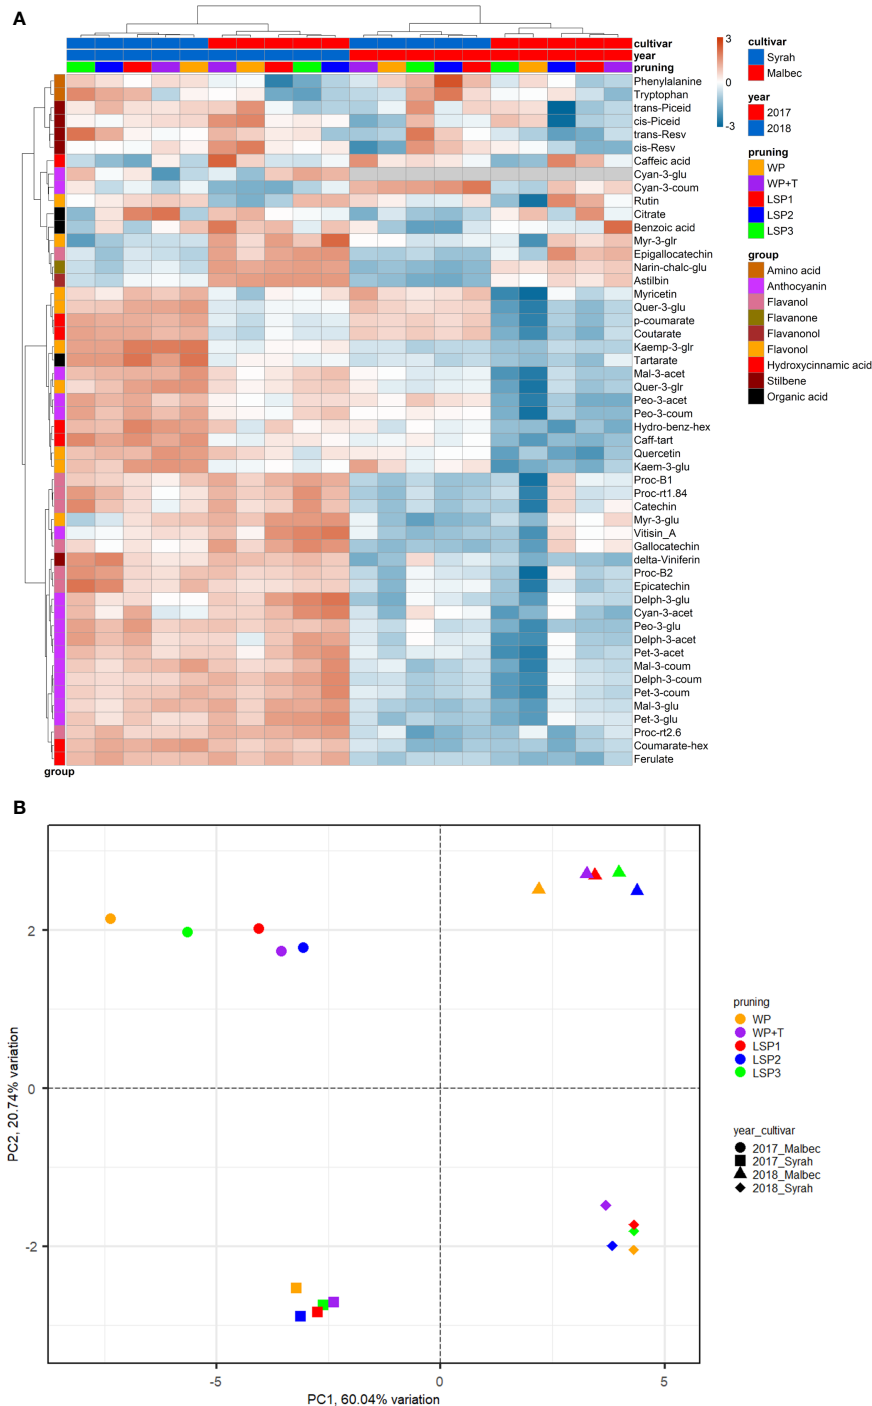 A
cultivar
year
pruning
Phenylalanine
Tryptophan
trans-Piceid
cis-Piceid
trans-Resv
cis-Resv
Caffeic acid
Cyan-3-glu
Cyan-3-coum
Rutin
Citrate
Benzoic acid
Myr-3-glr
Epigallocatechin
Narin-chalc-glu
Astilbin
Myricetin
Quer-3-glu
p-coumarate
Coutarate
Kaemp-3-glr
Tartarate
Mal-3-acet
Quer-3-glr
Peo-3-acet
Peo-3-coum
Hydro-benz-hex
Caff-tart
Quercetin
Kaem-3-glu
Proc-B1
Proc-rt1.84
Catechin
Myr-3-glu
Vitisin_A
Gallocatechin
delta-Viniferin
Proc-B2
Epicatechin
Delph-3-glu
Cyan-3-acet
Peo-3-glu
Delph-3-acet
Pet-3-acet
Mal-3-coum
Delph-3-coum
Pet-3-coum
Mal-3-glu
Pet-3-glu
Proc-rt2.6
Coumarate-hex
Ferulate
group
3
0
-3
cultivar
Syrah
Malbec
year
2017
2018
pruning
WP
WP+T
LSP1
LSP2
LSP3
group
Amino acid
Anthocyanin
Flavanol
Flavanone
Flavanonol
Flavonol
Hydroxycinnamic acid
Stilbene
Organic acid
B
PC2, 20.74% variation
2
0
-2
-5
0
5
PC1, 60.04% variation
pruning
WP
WP+T
LSP1
LSP2
LSP3
year_cultivar
2017_Malbec
2017_Syrah
2018_Malbec
2018_Syrah